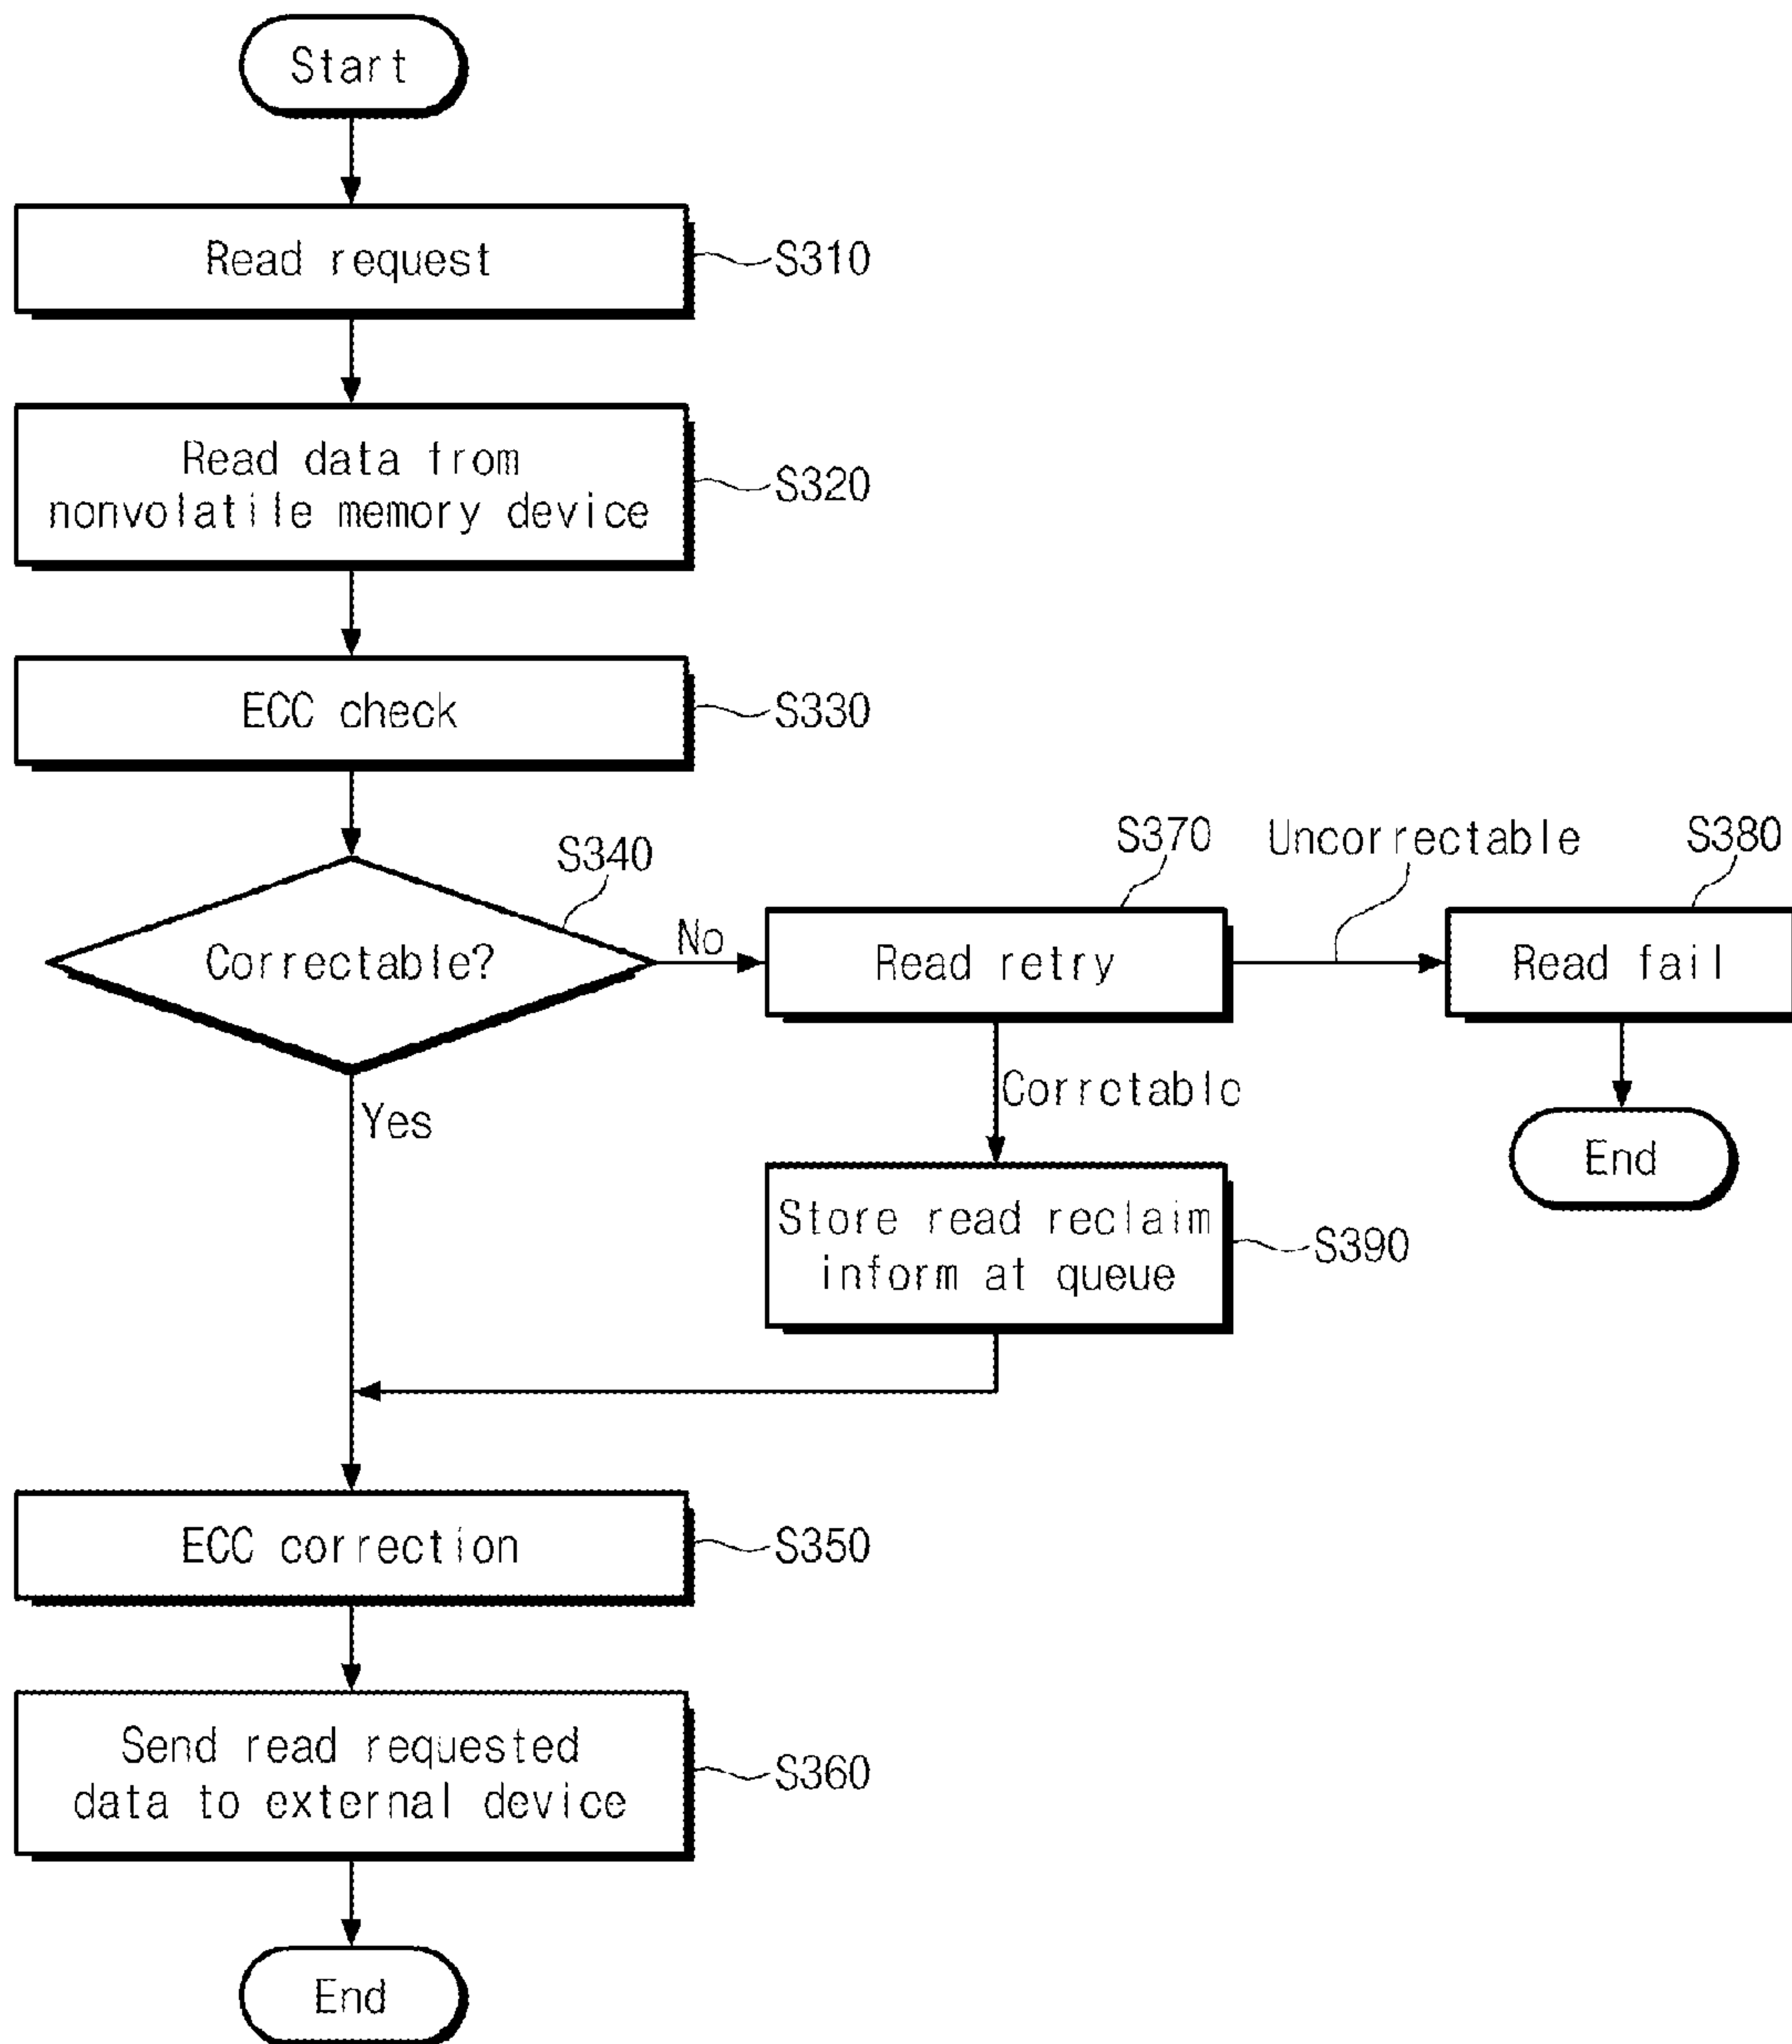 Start
Read request
S310
Read data from
nonvolatile memory device
S320
ECC check
S330
S340
Correctable?
No
Yes
S370
Read retry
Uncorrectable
S380
Read fail
End
Corretable
Store read reclaim
inform at queue
S390
ECC correction
S350
Send read requested
data to external device
S360
End